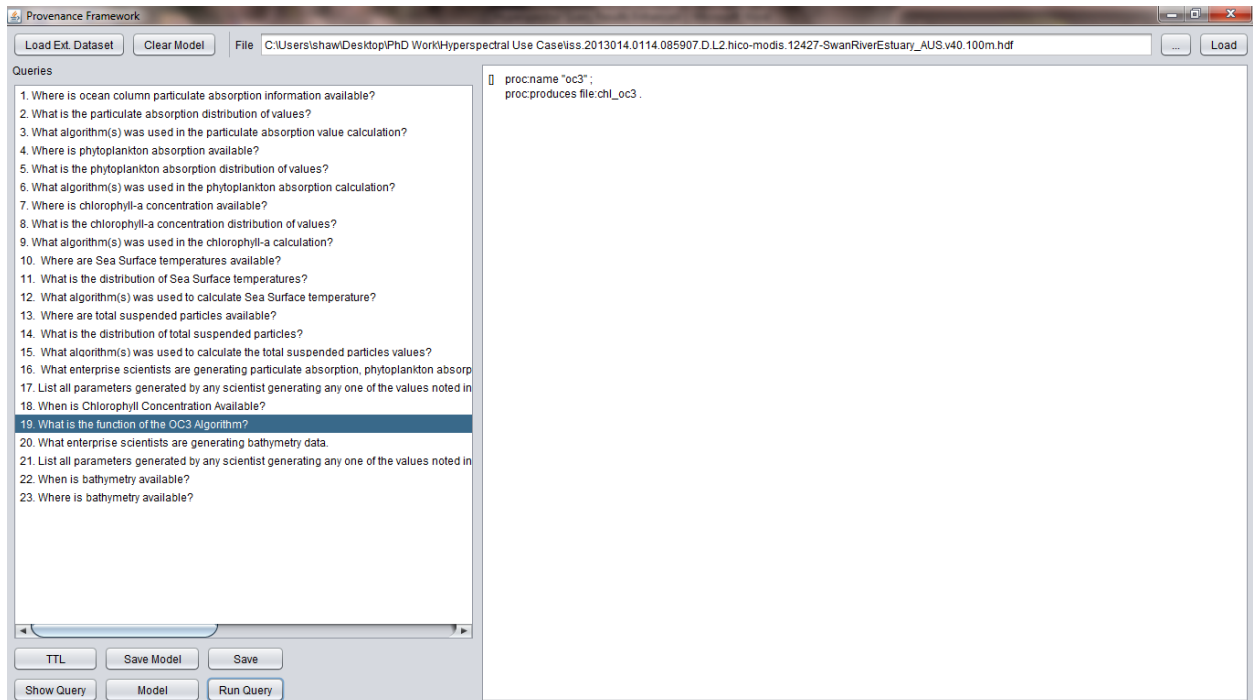 Provenance Framework
Load Ext. Dataset Clear Model File C:\Users\shaw\Desktop\PhD Work\Hyperspectral Use Case\iss.2013014.0114.085907.D.L2.hico-modis.12427-SwanRiverEstuary_AUS.v40.100m.hdf ... Load
Queries
1. Where is ocean column particulate absorption information available?
2. What is the particulate absorption distribution of values?
3. What algorithm(s) was used in the particulate absorption value calculation?
4. Where is phytoplankton absorption available?
5. What is the phytoplankton absorption distribution of values?
6. What algorithm(s) was used in the phytoplankton absorption calculation?
7. Where is chlorophyll-a concentration available?
8. What is the chlorophyll-a concentration distribution of values?
9. What algorithm(s) was used in the chlorophyll-a calculation?
10. Where are Sea Surface temperatures available?
11. What is the distribution of Sea Surface temperatures?
12. What algorithm(s) was used to calculate Sea Surface temperature?
13. Where are total suspended particles available?
14. What is the distribution of total suspended particles?
15. What algorithm(s) was used to calculate the total suspended particles values?
16. What enterprise scientists are generating particulate absorption, phytoplankton absorp
17. List all parameters generated by any scientist generating any one of the values noted in
18. When is Chlorophyll Concentration Available?
19. What is the function of the OC3 Algorithm?
20. What enterprise scientists are generating bathymetry data.
21. List all parameters generated by any scientist generating any one of the values noted in
22. When is bathymetry available?
23. Where is bathymetry available?
[] proc:name "oc3" ;
proc:produces file:chl_oc3 .
TTL Save Model Save
Show Query Model Run Query